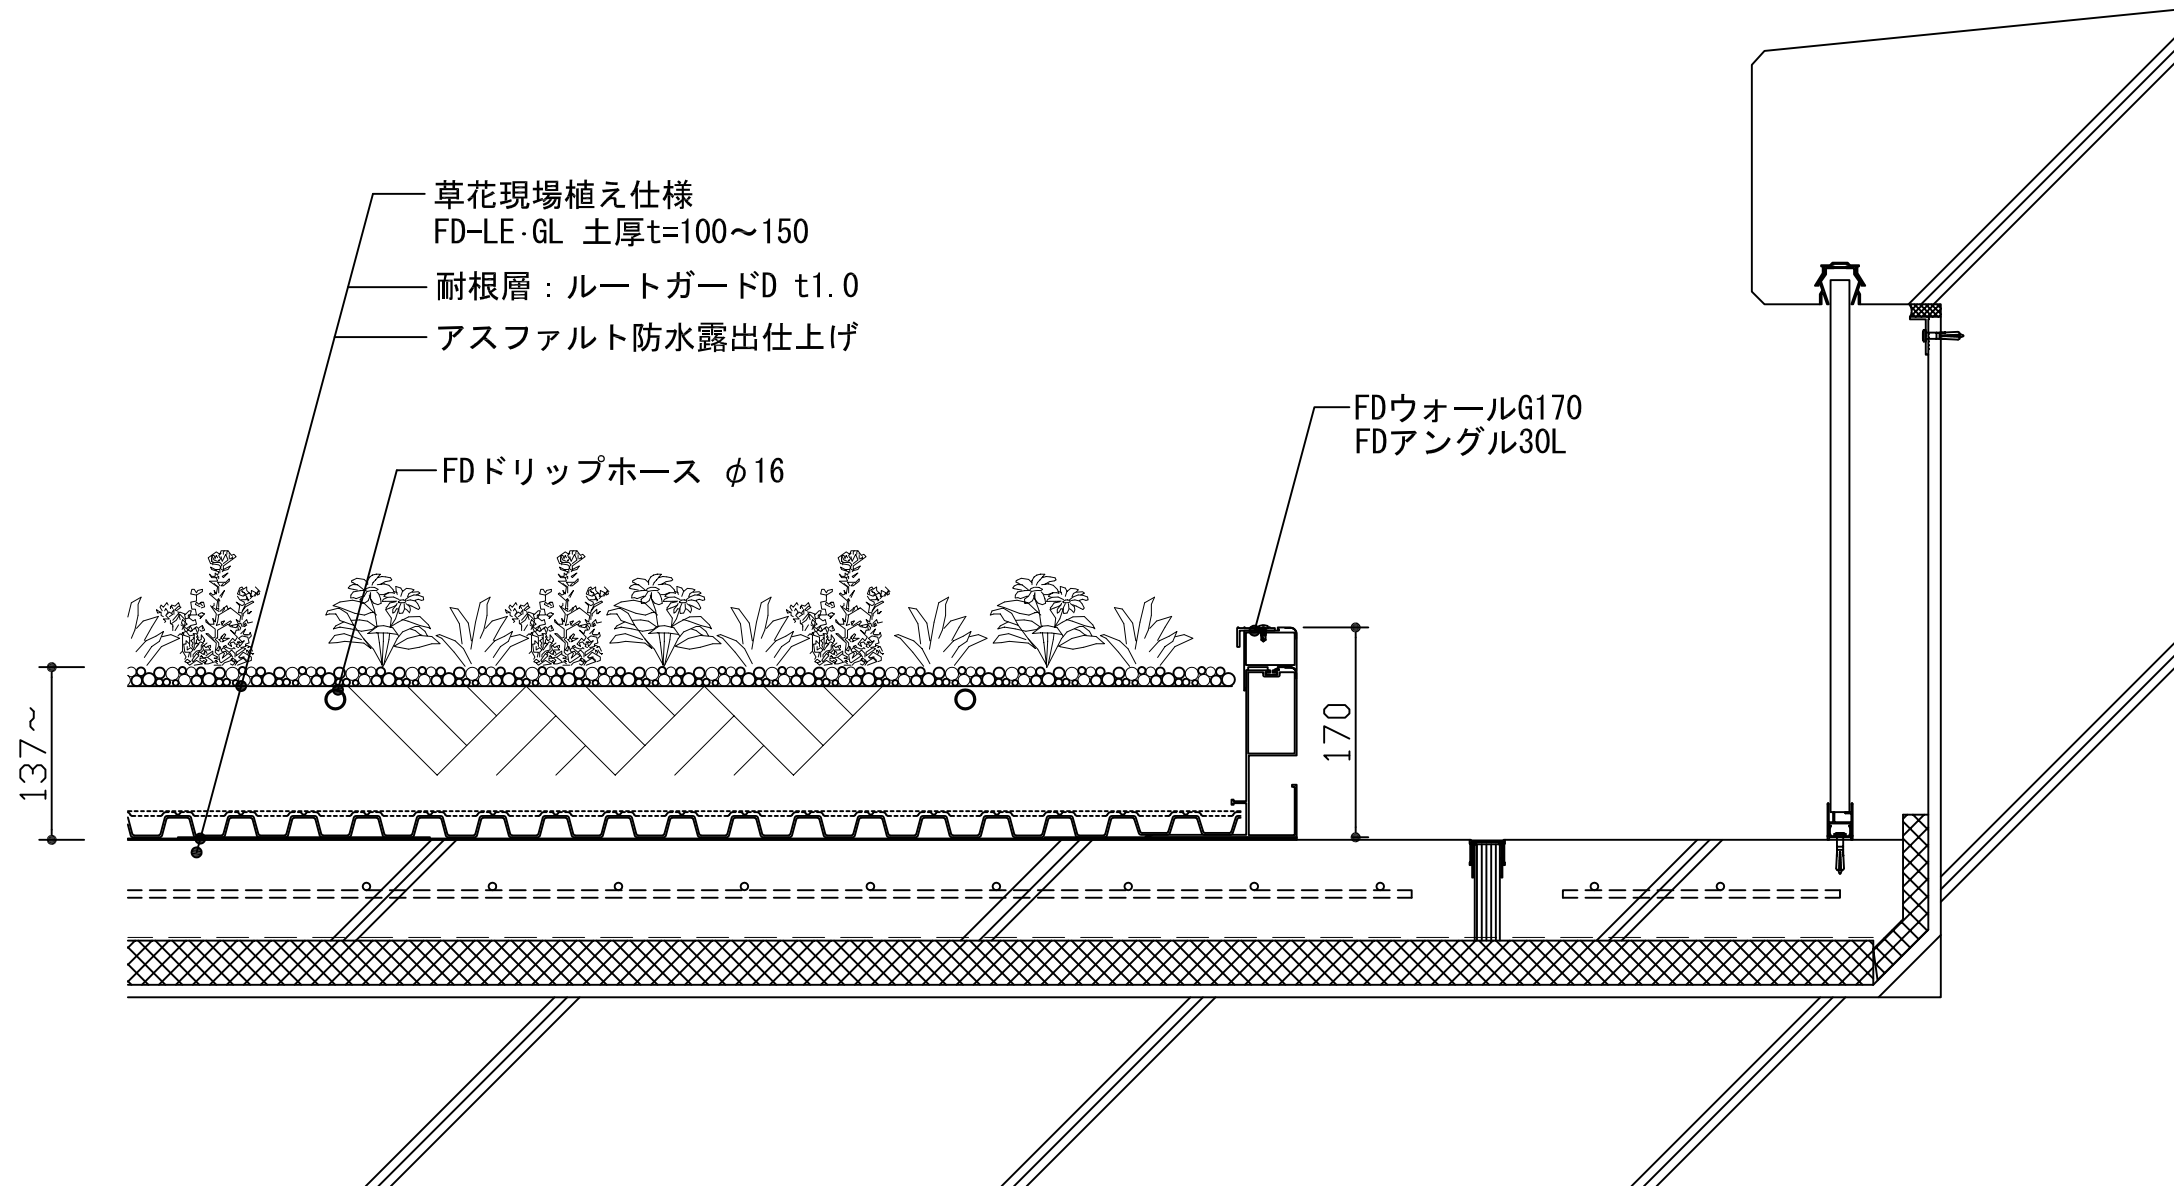 草花現場植え仕様
FD-LE·GL 土厚t=100～150
耐根層：ルートガードD t1.0
アスファルト防水露出仕上げ
FDウォールG170
FDアングル30L
FDドリップホース φ16
137～
170